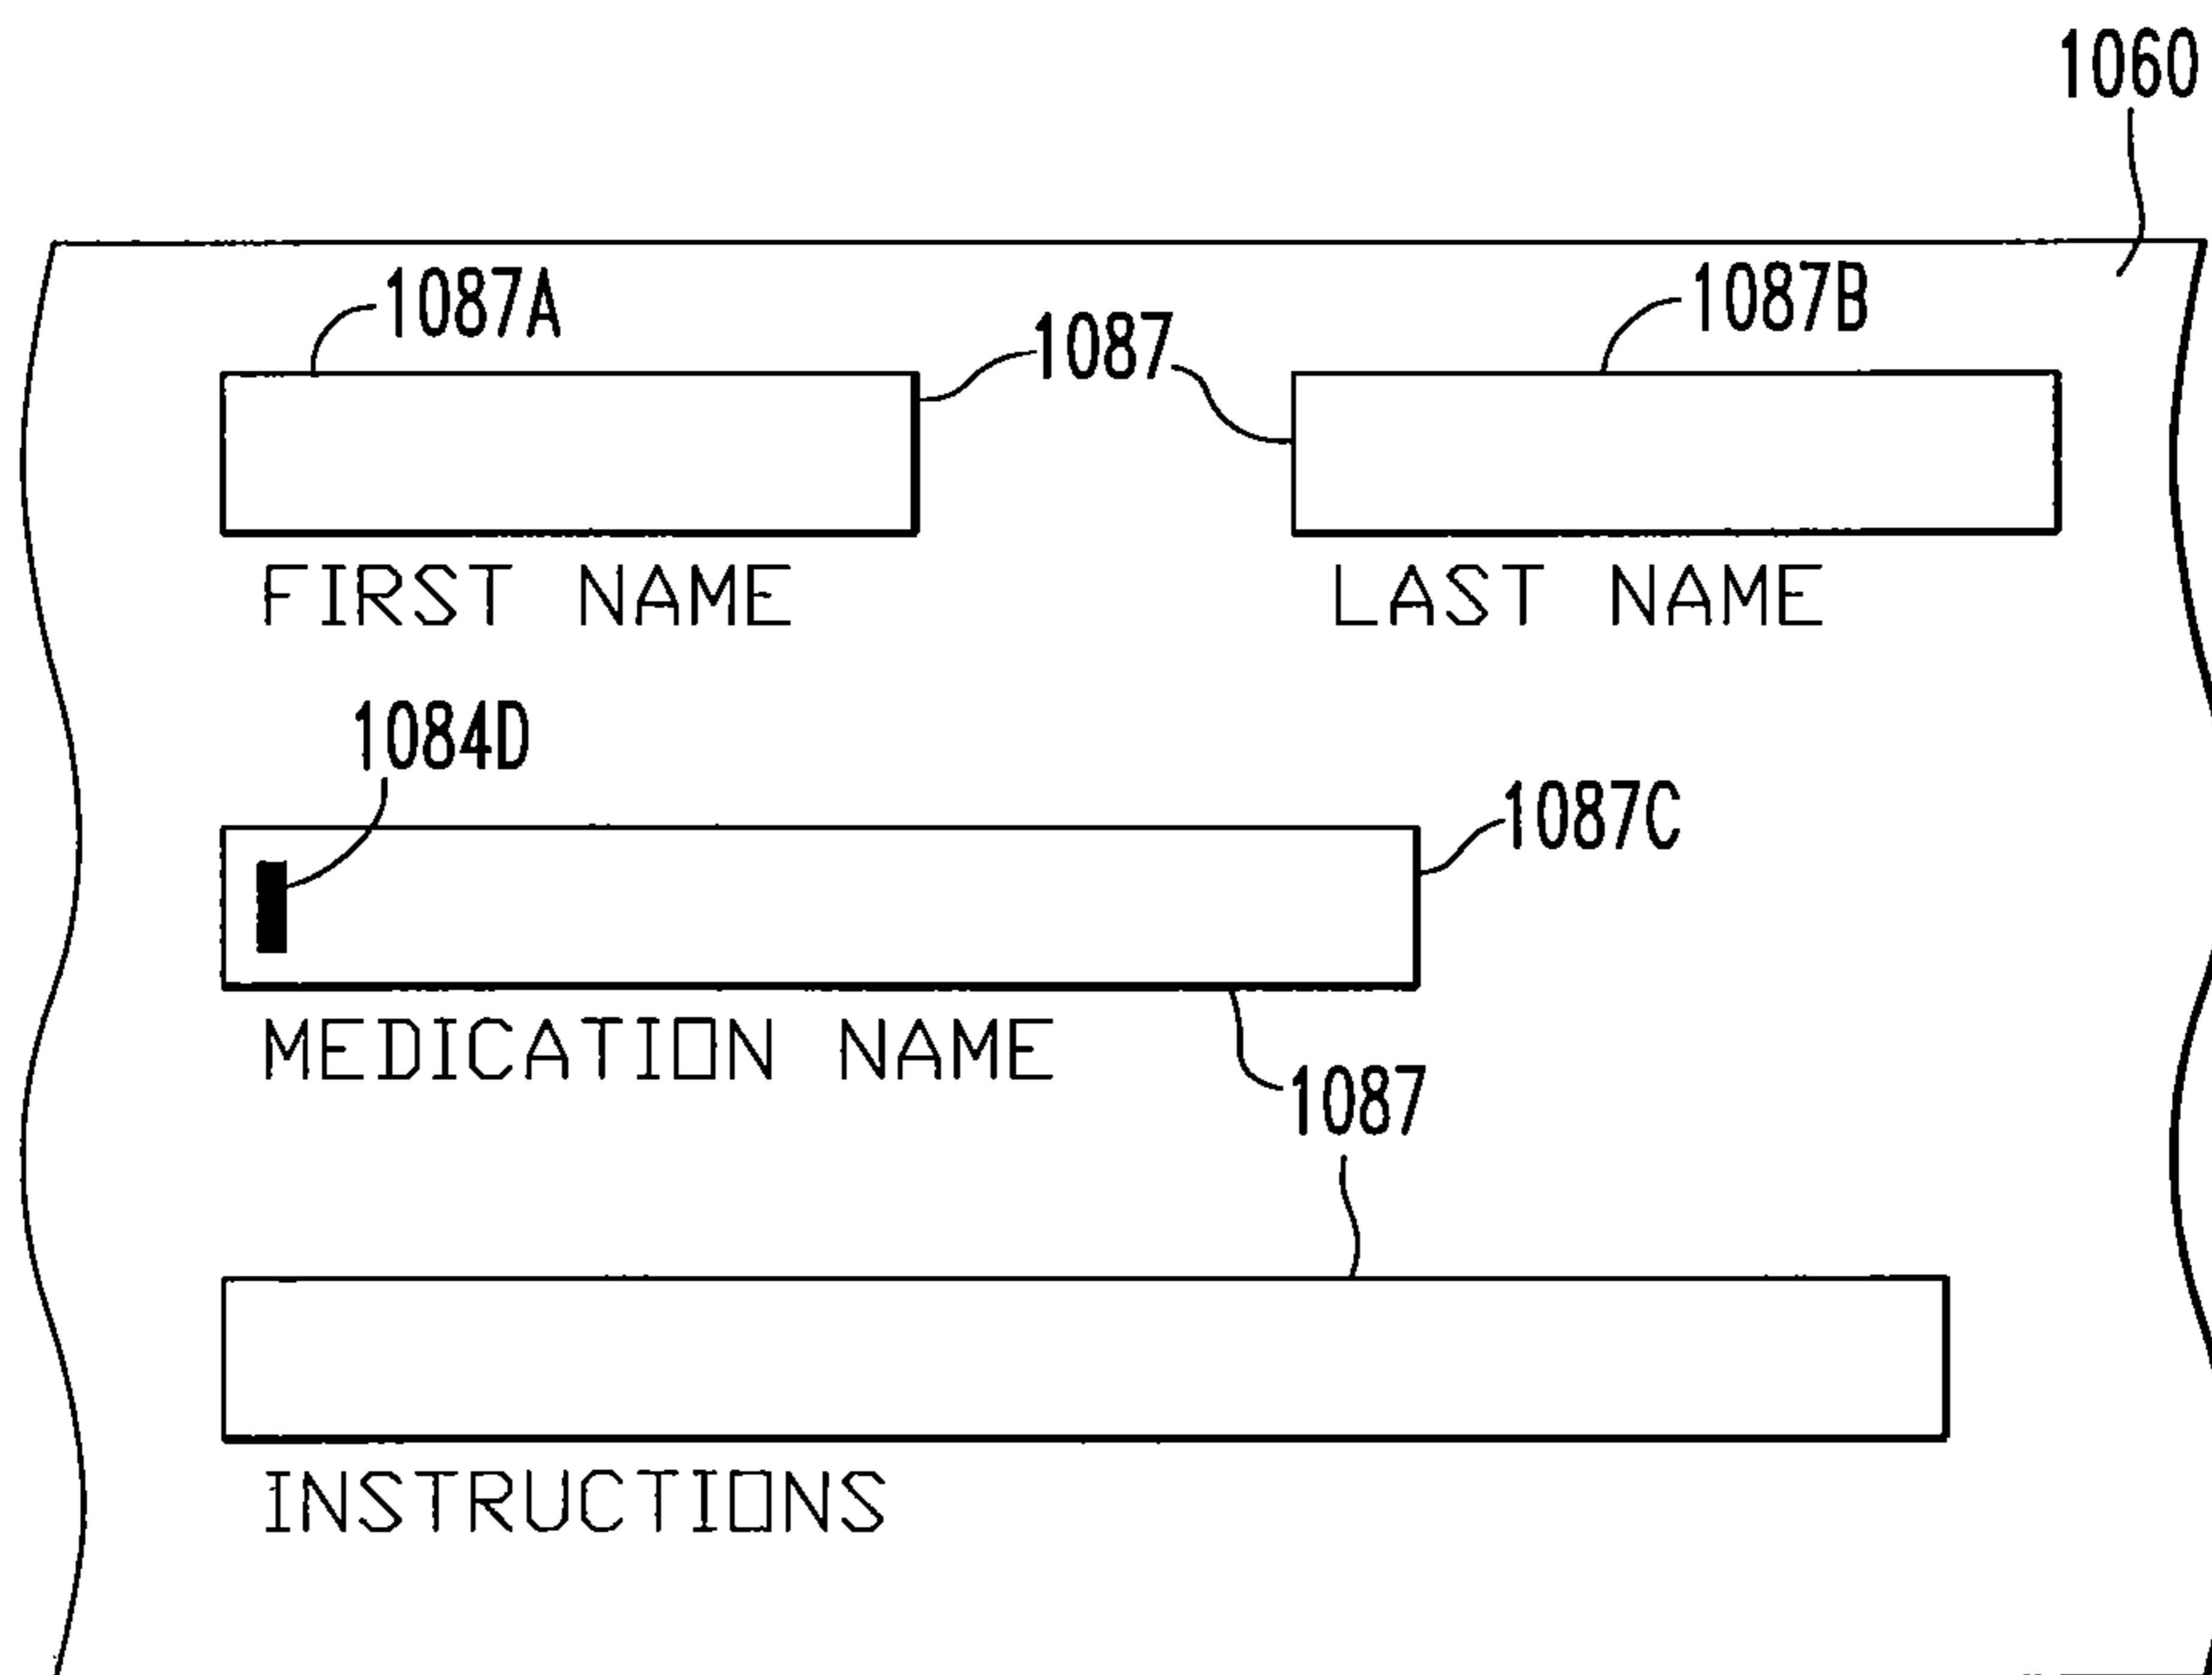 1060
1087A 1087 1087B
FIRST NAME LAST NAME
1084D
1087C
MEDICATION NAME
1087
INSTRUCTIONS